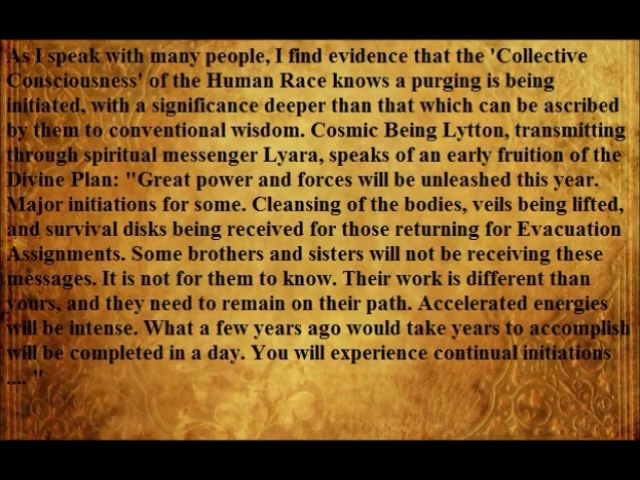 As I speak with many people, I find evidence that the 'Collective
Consciousness' of the Human Race knows a purging is being
initiated, with a significance deeper than that which can be ascribed
by them to conventional wisdom. Cosmic Being Lytton, transmitting
through spiritual messenger Lyara, speaks of an early fruition of the
Divine Plan: "Great power and forces will be unleashed this year.
Major initiations for some. Cleansing of the bodies, veils being lifted,
and survival disks being received for those returning for Evacuation
Assignments. Some brothers and sisters will not be receiving these
messages. It is not for them to know. Their work is different than
yours, and they need to remain on their path. Accelerated energies
will be intense. What a few years ago would take years to accomplish
will be completed in a day. You will experience continual initiations
.... "